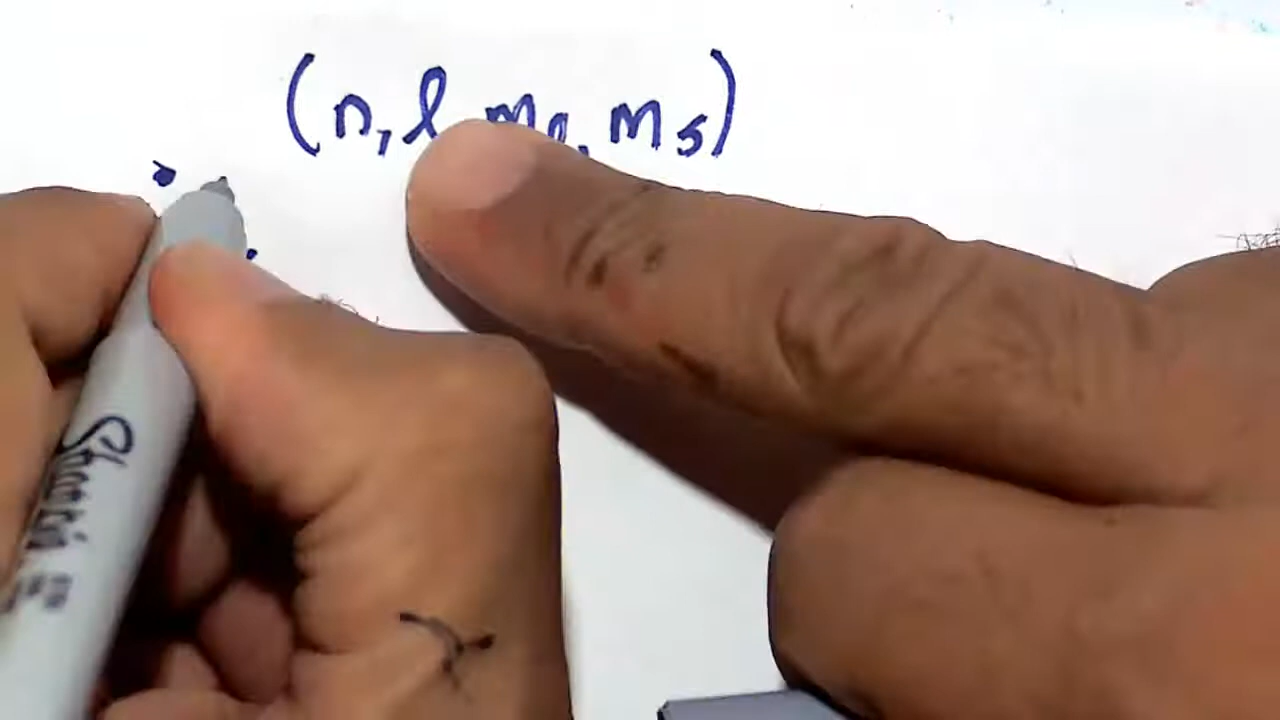 (n, l, mℓ, ms)